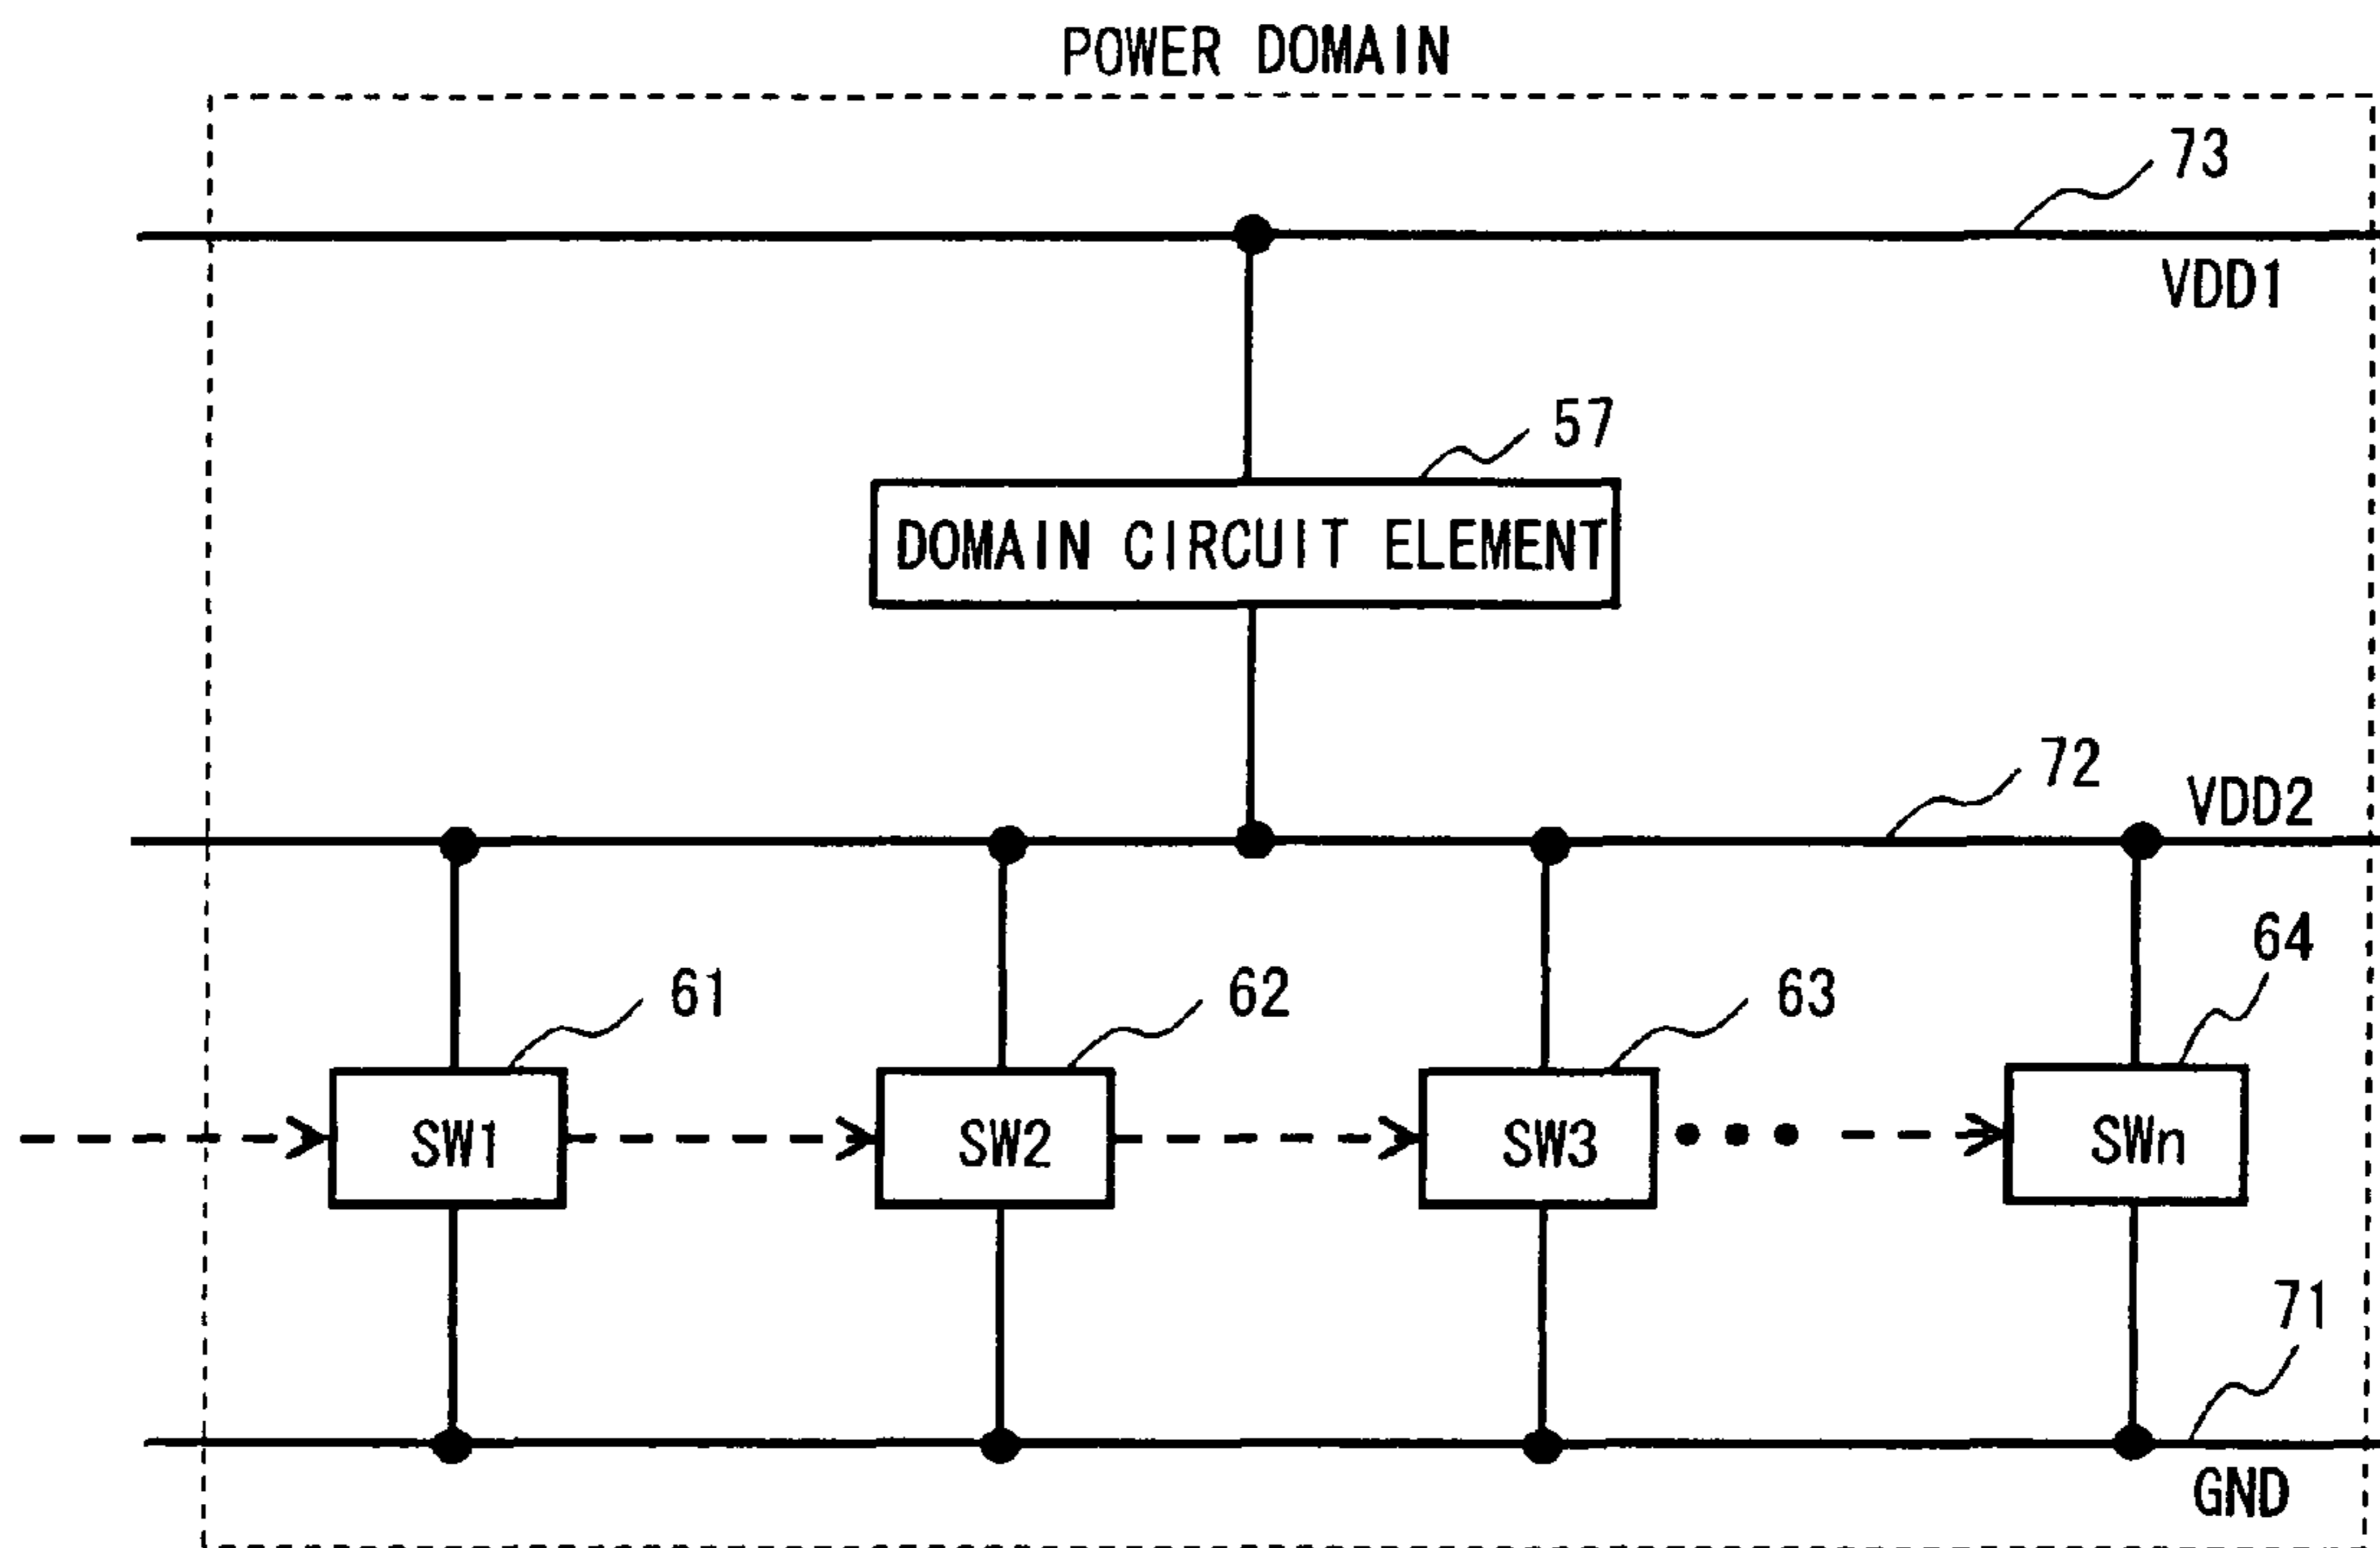 POWER DOMAIN
73
VDD1
57
DOMAIN CIRCUIT ELEMENT
72
VDD2
64
61
62
63
SW1
SW2
SW3
SWn
71
GND